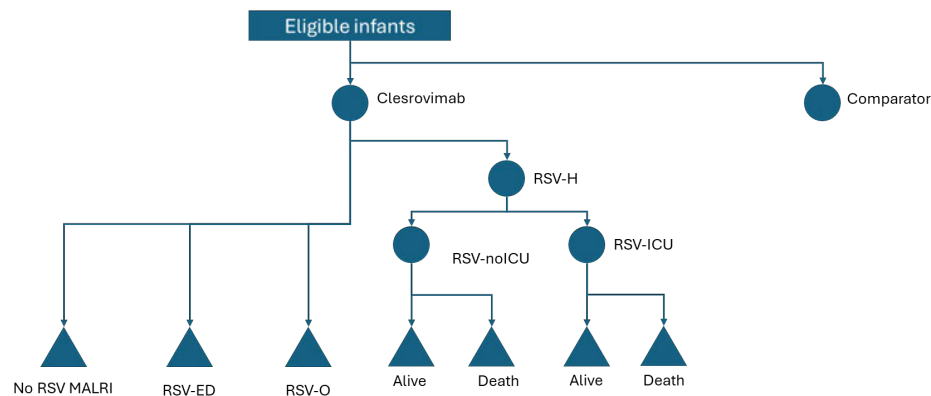 Eligible infants
Clesrovimab
Comparator
RSV-H
RSV-noICU
RSV-ICU
No RSV MALRI
RSV-ED
RSV-O
Alive
Death
Alive
Death